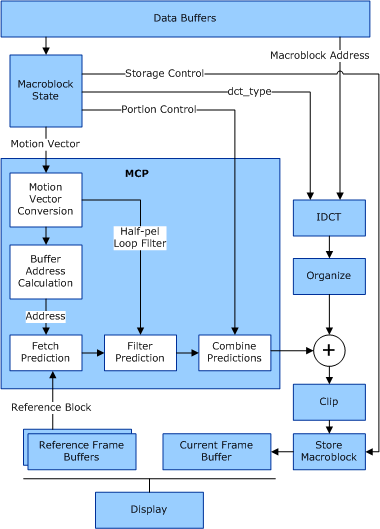 Data Buffers
Macroblock Address
Macroblock
State
Storage Control
dct_type
Portion Control
Motion Vector
MCP
Motion
Vector
Conversion
IDCT
Half-pel
Loop Filter
Buffer
Address
Calculation
Organize
Address
Fetch
Prediction
Filter
Prediction
Combine
Predictions
+
Reference Block
Clip
Reference Frame
Buffers
Current Frame
Buffer
Store
Macroblock
Display